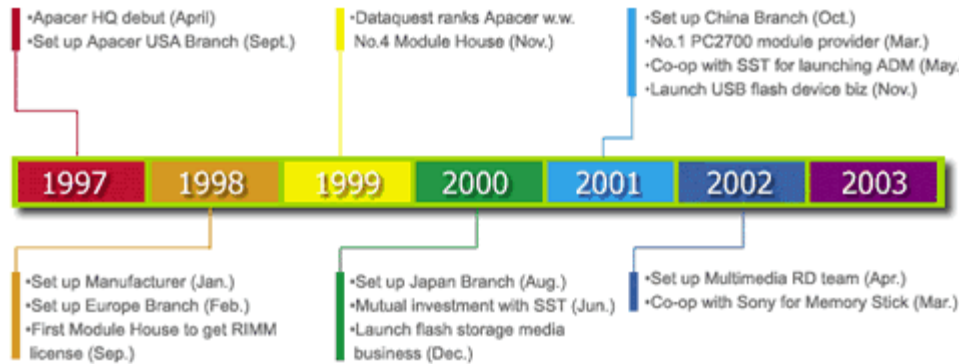 •Apacer HQ debut (April)
•Set up Apacer USA Branch (Sept.)
•Dataquest ranks Apacer w.w.
No.4 Module House (Nov.)
•Set up China Branch (Oct.)
•No.1 PC2700 module provider (Mar.)
•Co-op with SST for launching ADM (May.
•Launch USB flash device biz (Nov.)
1997 1998 1999 2000 2001 2002 2003
•Set up Manufacturer (Jan.)
•Set up Europe Branch (Feb.)
•First Module House to get RIMM
license (Sep.)
•Set up Japan Branch (Aug.)
•Mutual investment with SST (Jun.)
•Launch flash storage media
business (Dec.)
•Set up Multimedia RD team (Apr.)
•Co-op with Sony for Memory Stick (Mar.)